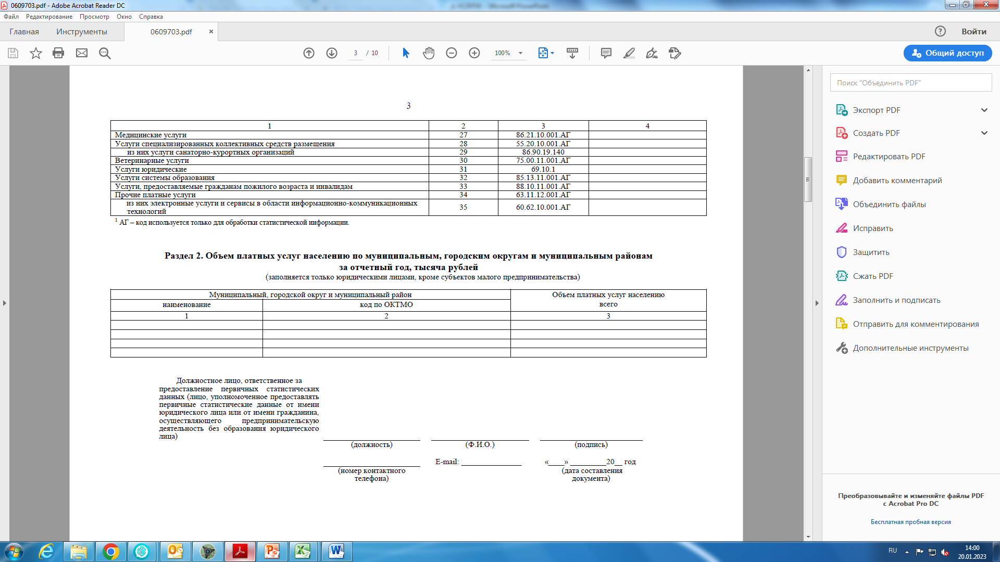 0609703.pdf - Adobe Acrobat Reader DC
Файл Редактирование Просмотр Окно Справка
Главная Инструменты 0609703.pdf × Войти
3 / 10 100% Общий доступ
3
1 2 3 4
Медицинские услуги 27 86.21.10.001.АГ
Услуги специализированных коллективных средств размещения 28 55.20.10.001.АГ
из них услуги санаторно-курортных организаций 29 86.90.19.140
Ветеринарные услуги 30 75.00.11.001.АГ
Услуги юридические 31 69.10.1
Услуги системы образования 32 85.13.11.001.АГ
Услуги, предоставляемые гражданам пожилого возраста и инвалидам 33 88.10.11.001.АГ
Прочие платные услуги 34 63.11.12.001.АГ
из них электронные услуги и сервисы в области информационно-коммуникационных
технологий 35 60.62.10.001.АГ
1 АГ – код используется только для обработки статистической информации.
Раздел 2. Объем платных услуг населению по муниципальным, городским округам и муниципальным районам
за отчетный год, тысяча рублей
(заполняется только юридическими лицами, кроме субъектов малого предпринимательства)
Муниципальный, городской округ и муниципальный район Объем платных услуг населению
всего
наименование код по ОКТМО
1 2 3
Должностное лицо, ответственное за
предоставление первичных статистических
данных (лицо, уполномоченное предоставлять
первичные статистические данные от имени
юридического лица или от имени гражданина,
осуществляющего предпринимательскую
деятельность без образования юридического
лица)
(должность) (Ф.И.О.) (подпись)
E-mail: _______________ «____» _________20__ год
(номер контактного
телефона)
(дата составления
документа)
Поиск "Объединить PDF"
Экспорт PDF
Создать PDF
Редактировать PDF
Добавить комментарий
Объединить файлы
Исправить
Защитить
Сжать PDF
Заполнить и подписать
Отправить для комментирования
Дополнительные инструменты
Преобразовывайте и изменяйте файлы PDF
с Acrobat Pro DC
Бесплатная пробная версия
RU 14:00
20.01.2023